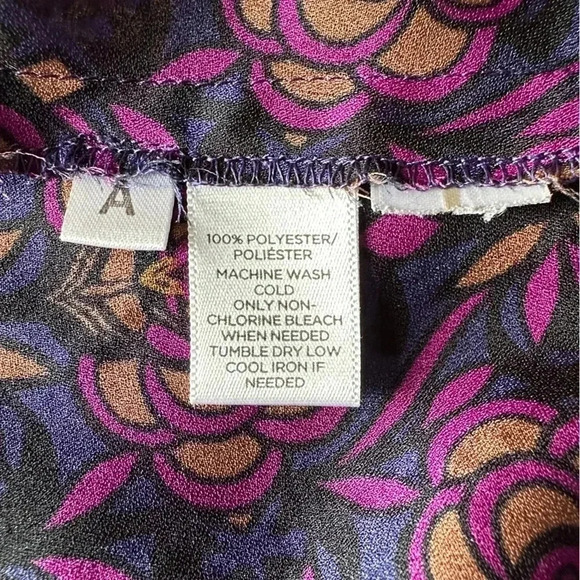 A
100% POLYESTER/
POLIÉSTER
MACHINE WASH
COLD
ONLY NON-
CHLORINE BLEACH
WHEN NEEDED
TUMBLE DRY LOW
COOL IRON IF
NEEDED